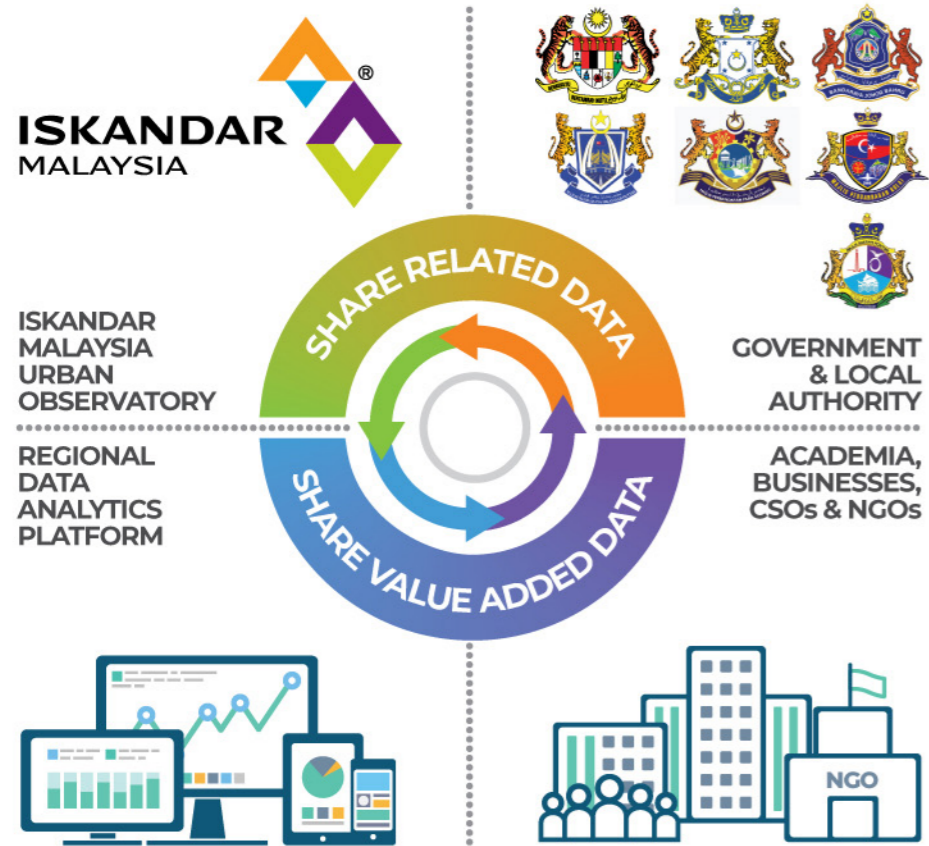 ISKANDAR
MALAYSIA
®
SHARE RELATED DATA
ISKANDAR
MALAYSIA
URBAN
OBSERVATORY
GOVERNMENT
& LOCAL
AUTHORITY
REGIONAL
DATA
ANALYTICS
PLATFORM
ACADEMIA,
BUSINESSES,
CSOs & NGOs
SHARE VALUE ADDED DATA
NGO